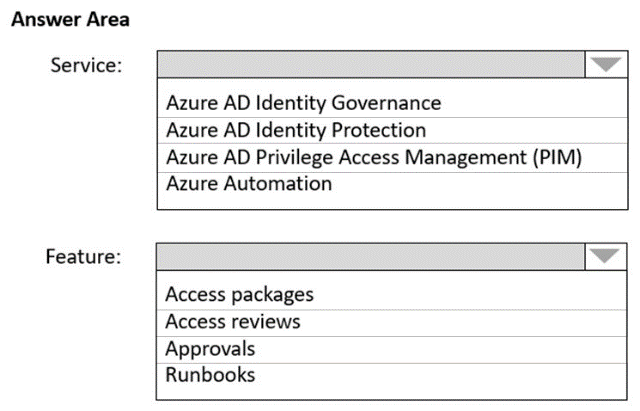 Answer Area
Service:
Azure AD Identity Governance
Azure AD Identity Protection
Azure AD Privilege Access Management (PIM)
Azure Automation
Feature:
Access packages
Access reviews
Approvals
Runbooks